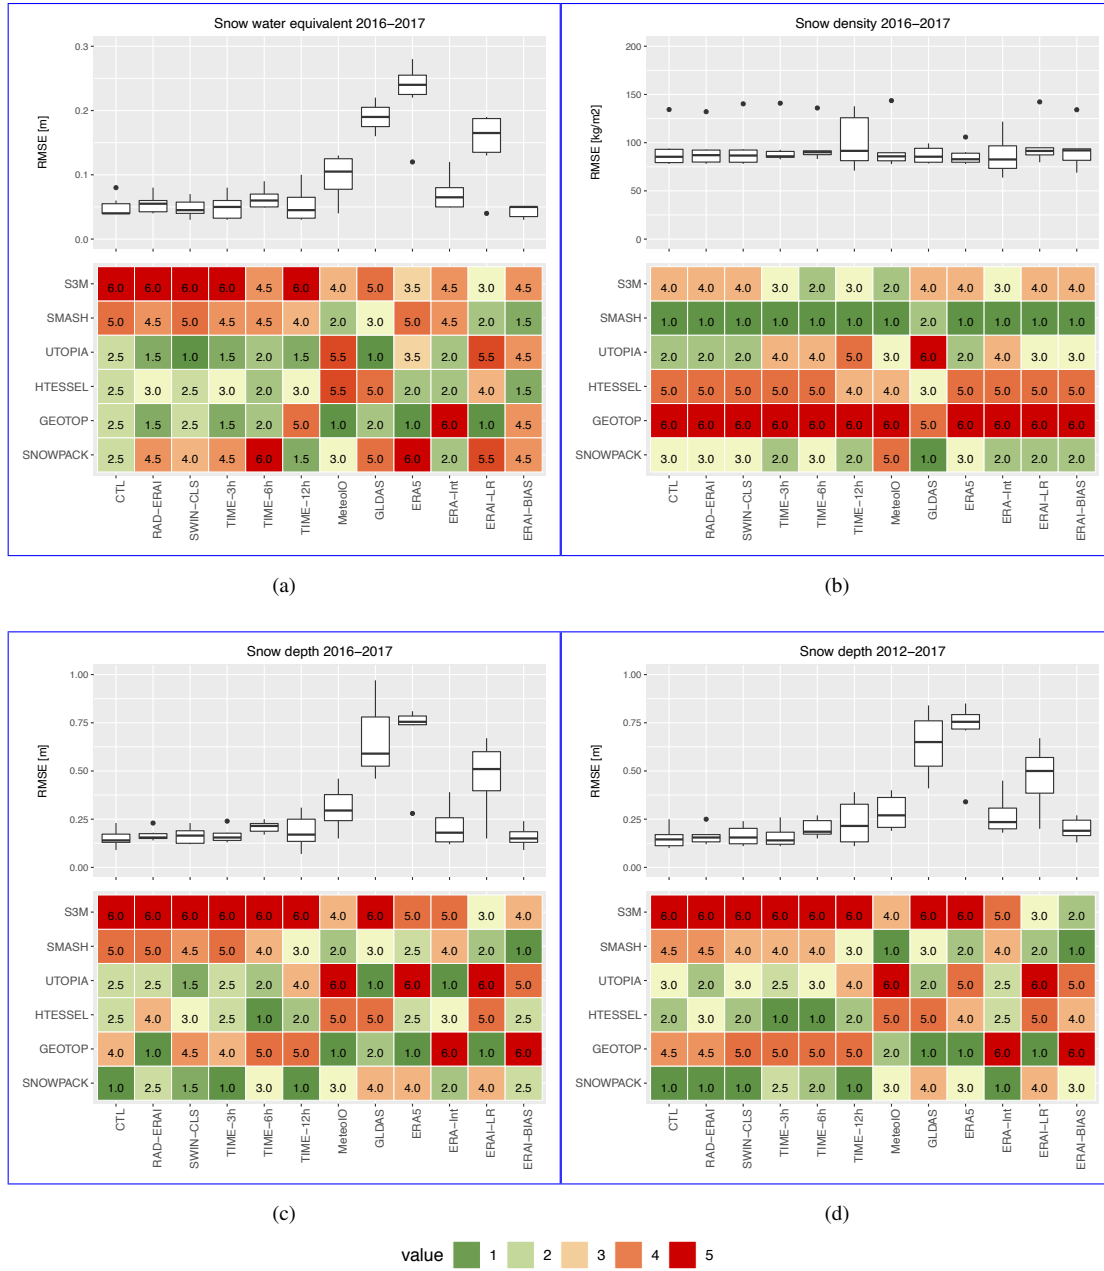 Snow water equivalent 2016−2017
0.3
0.2
0.1
0.0
RMSE [m]
S3M 6.0 6.0 6.0 6.0 4.5 6.0 4.0 5.0 3.5 4.5 3.0 4.5
SMASH 5.0 4.5 5.0 4.5 4.5 4.0 2.0 3.0 5.0 4.5 2.0 1.5
UTOPIA 2.5 1.5 1.0 1.5 2.0 1.5 5.5 1.0 3.5 2.0 5.5 4.5
HTESSEL 2.5 3.0 2.5 3.0 2.0 3.0 5.5 5.0 2.0 2.0 4.0 1.5
GEOTOP 2.5 1.5 2.5 1.5 2.0 5.0 1.0 2.0 1.0 6.0 1.0 4.5
SNOWPACK 2.5 4.5 4.0 4.5 6.0 1.5 3.0 5.0 6.0 2.0 5.5 4.5
CTL RAD−ERAI SWIN−CLS TIME−3h TIME−6h TIME−12h MeteoIO GLDAS ERA5 ERA−Int ERAI−LR ERAI−BIAS
(a)
Snow density 2016−2017
200
150
100
50
0
RMSE [kg/m2]
S3M 4.0 4.0 4.0 3.0 2.0 3.0 2.0 4.0 4.0 3.0 4.0 4.0
SMASH 1.0 1.0 1.0 1.0 1.0 1.0 1.0 2.0 1.0 1.0 1.0 1.0
UTOPIA 2.0 2.0 2.0 4.0 4.0 5.0 3.0 6.0 2.0 4.0 3.0 3.0
HTESSEL 5.0 5.0 5.0 5.0 5.0 4.0 4.0 3.0 5.0 5.0 5.0 5.0
GEOTOP 6.0 6.0 6.0 6.0 6.0 6.0 6.0 5.0 6.0 6.0 6.0 6.0
SNOWPACK 3.0 3.0 3.0 2.0 3.0 2.0 5.0 1.0 3.0 2.0 2.0 2.0
CTL RAD−ERAI SWIN−CLS TIME−3h TIME−6h TIME−12h MeteoIO GLDAS ERA5 ERA−Int ERAI−LR ERAI−BIAS
(b)
Snow depth 2016−2017
1.00
0.75
0.50
0.25
0.00
RMSE [m]
S3M 6.0 6.0 6.0 6.0 6.0 6.0 4.0 6.0 5.0 5.0 3.0 4.0
SMASH 5.0 5.0 4.5 5.0 4.0 3.0 2.0 3.0 2.5 4.0 2.0 1.0
UTOPIA 2.5 2.5 1.5 2.5 2.0 4.0 6.0 1.0 6.0 1.0 6.0 5.0
HTESSEL 2.5 4.0 3.0 2.5 1.0 2.0 5.0 5.0 2.5 3.0 5.0 2.5
GEOTOP 4.0 1.0 4.5 4.0 5.0 5.0 1.0 2.0 1.0 6.0 1.0 6.0
SNOWPACK 1.0 2.5 1.5 1.0 3.0 1.0 3.0 4.0 4.0 2.0 4.0 2.5
CTL RAD−ERAI SWIN−CLS TIME−3h TIME−6h TIME−12h MeteoIO GLDAS ERA5 ERA−Int ERAI−LR ERAI−BIAS
(c)
Snow depth 2012−2017
1.00
0.75
0.50
0.25
0.00
RMSE [m]
S3M 6.0 6.0 6.0 6.0 6.0 6.0 4.0 6.0 6.0 5.0 3.0 2.0
SMASH 4.5 4.5 4.0 4.0 4.0 3.0 1.0 3.0 2.0 4.0 2.0 1.0
UTOPIA 3.0 2.0 3.0 2.5 3.0 4.0 6.0 2.0 5.0 2.5 6.0 5.0
HTESSEL 2.0 3.0 2.0 1.0 1.0 2.0 5.0 5.0 4.0 2.5 5.0 4.0
GEOTOP 4.5 4.5 5.0 5.0 5.0 5.0 2.0 1.0 1.0 6.0 1.0 6.0
SNOWPACK 1.0 1.0 1.0 2.5 2.0 1.0 3.0 4.0 3.0 1.0 4.0 3.0
CTL RAD−ERAI SWIN−CLS TIME−3h TIME−6h TIME−12h MeteoIO GLDAS ERA5 ERA−Int ERAI−LR ERAI−BIAS
(d)
value 1 2 3 4 5